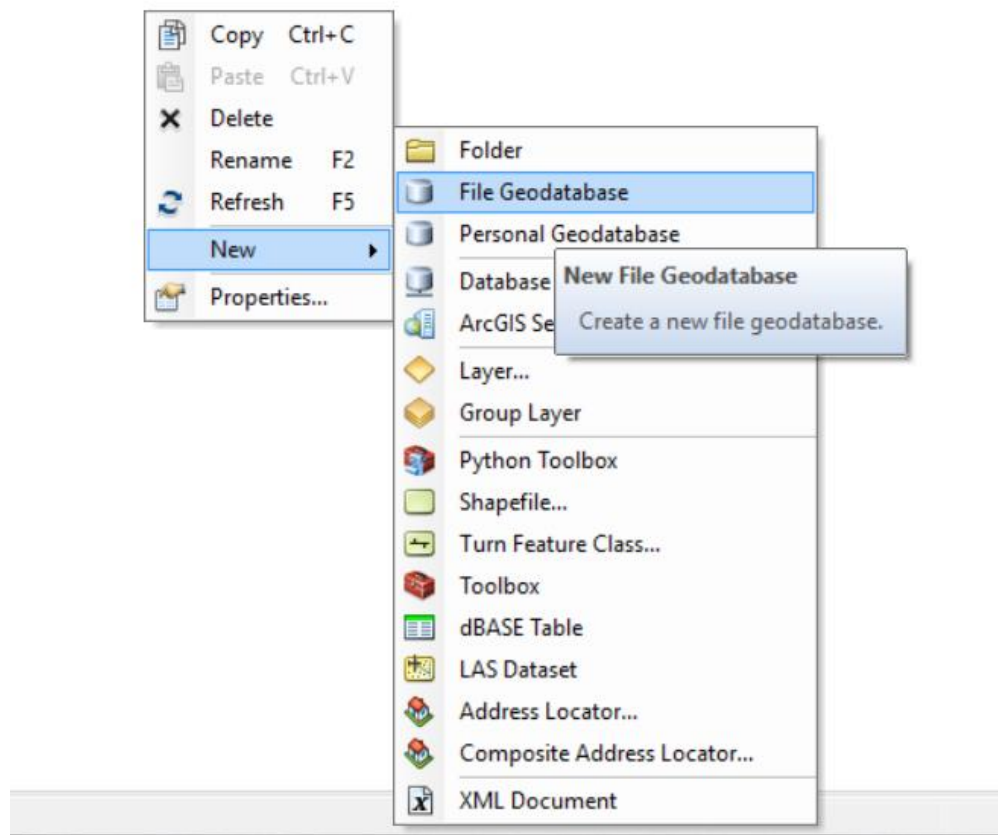 Copy Ctrl+C
Paste Ctrl+V
Delete
Rename F2
Refresh F5
New
Properties...
Folder
File Geodatabase
Personal Geodatabase
Database
ArcGIS Se
Layer...
Group Layer
Python Toolbox
Shapefile...
Turn Feature Class...
Toolbox
dBASE Table
LAS Dataset
Address Locator...
Composite Address Locator...
XML Document
New File Geodatabase
Create a new file geodatabase.